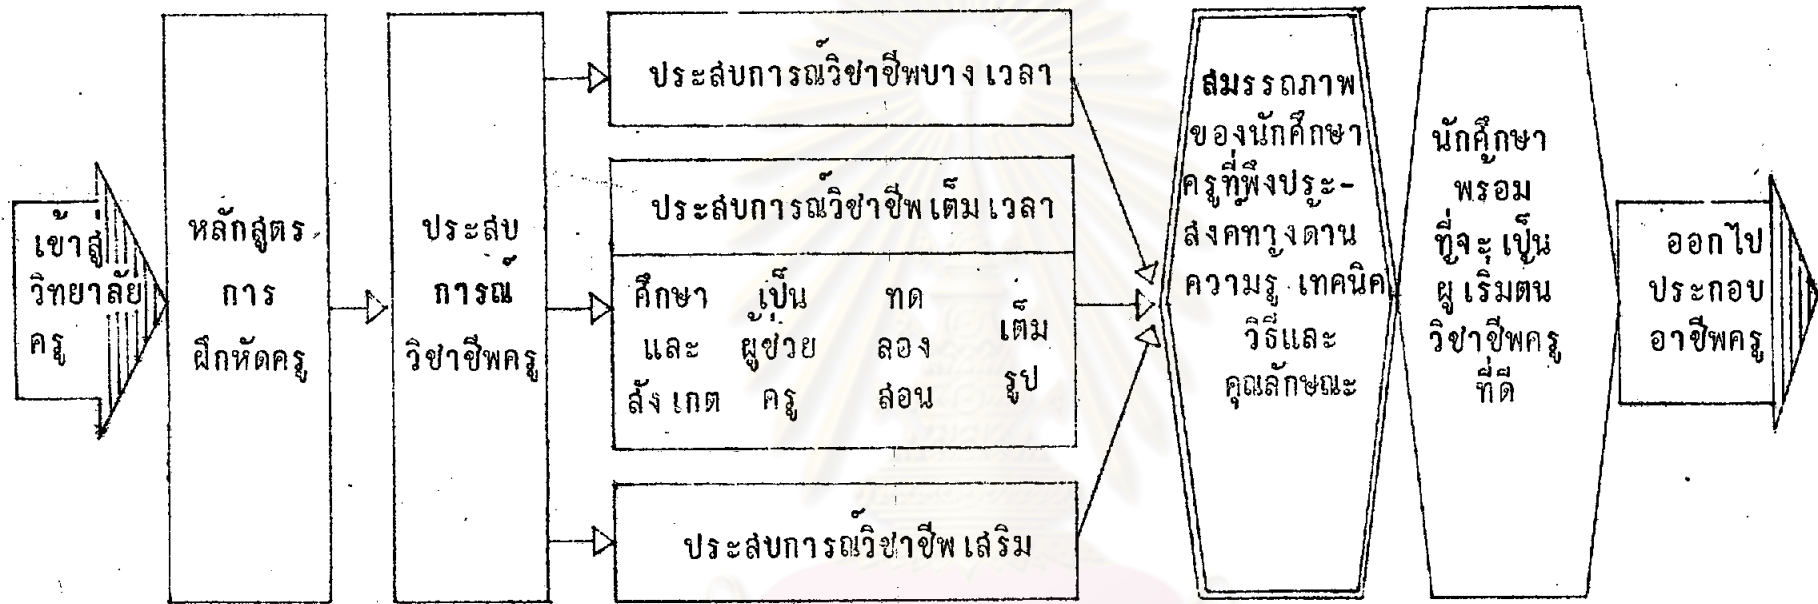 เข้าสู่
วิทยาลัย
ครู
หลักสูตร
การ
ฝึกหัดครู
ประสบ
การณ์
วิชาชีพครู
ประสบการณ์วิชาชีพบางเวลา
ประสบการณ์วิชาชีพเต็มเวลา
ศึกษา
และ
สังเกต
เป็น
ผู้ช่วย
ครู
ทด
ลอง
สอน
เต็ม
รูป
ประสบการณ์วิชาชีพเสริม
สมรรถภาพ
ของนักศึกษา
ครูที่พึงประ-
สงค์ทางด้าน
ความรู้ เทคนิค
วิธีและ
คุณลักษณะ
นักศึกษา
พร้อม
ที่จะเป็น
ผู้เริ่มต้น
วิชาชีพครู
ที่ดี
ออกไป
ประกอบ
อาชีพครู